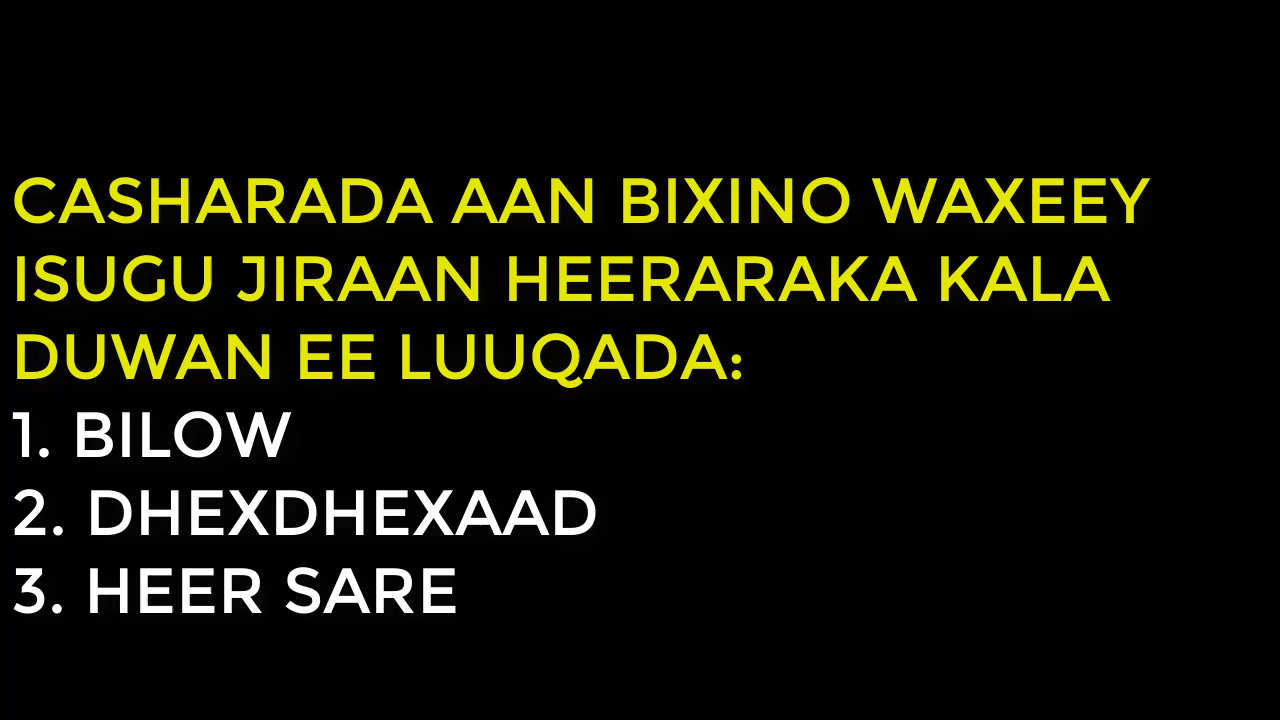 CASHARADA AAN BIXINO WAXEEY
ISUGU JIRAAN HEERARAKA KALA
DUWAN EE LUUQADA:
1. BILOW
2. DHEXDHEXAAD
3. HEER SARE